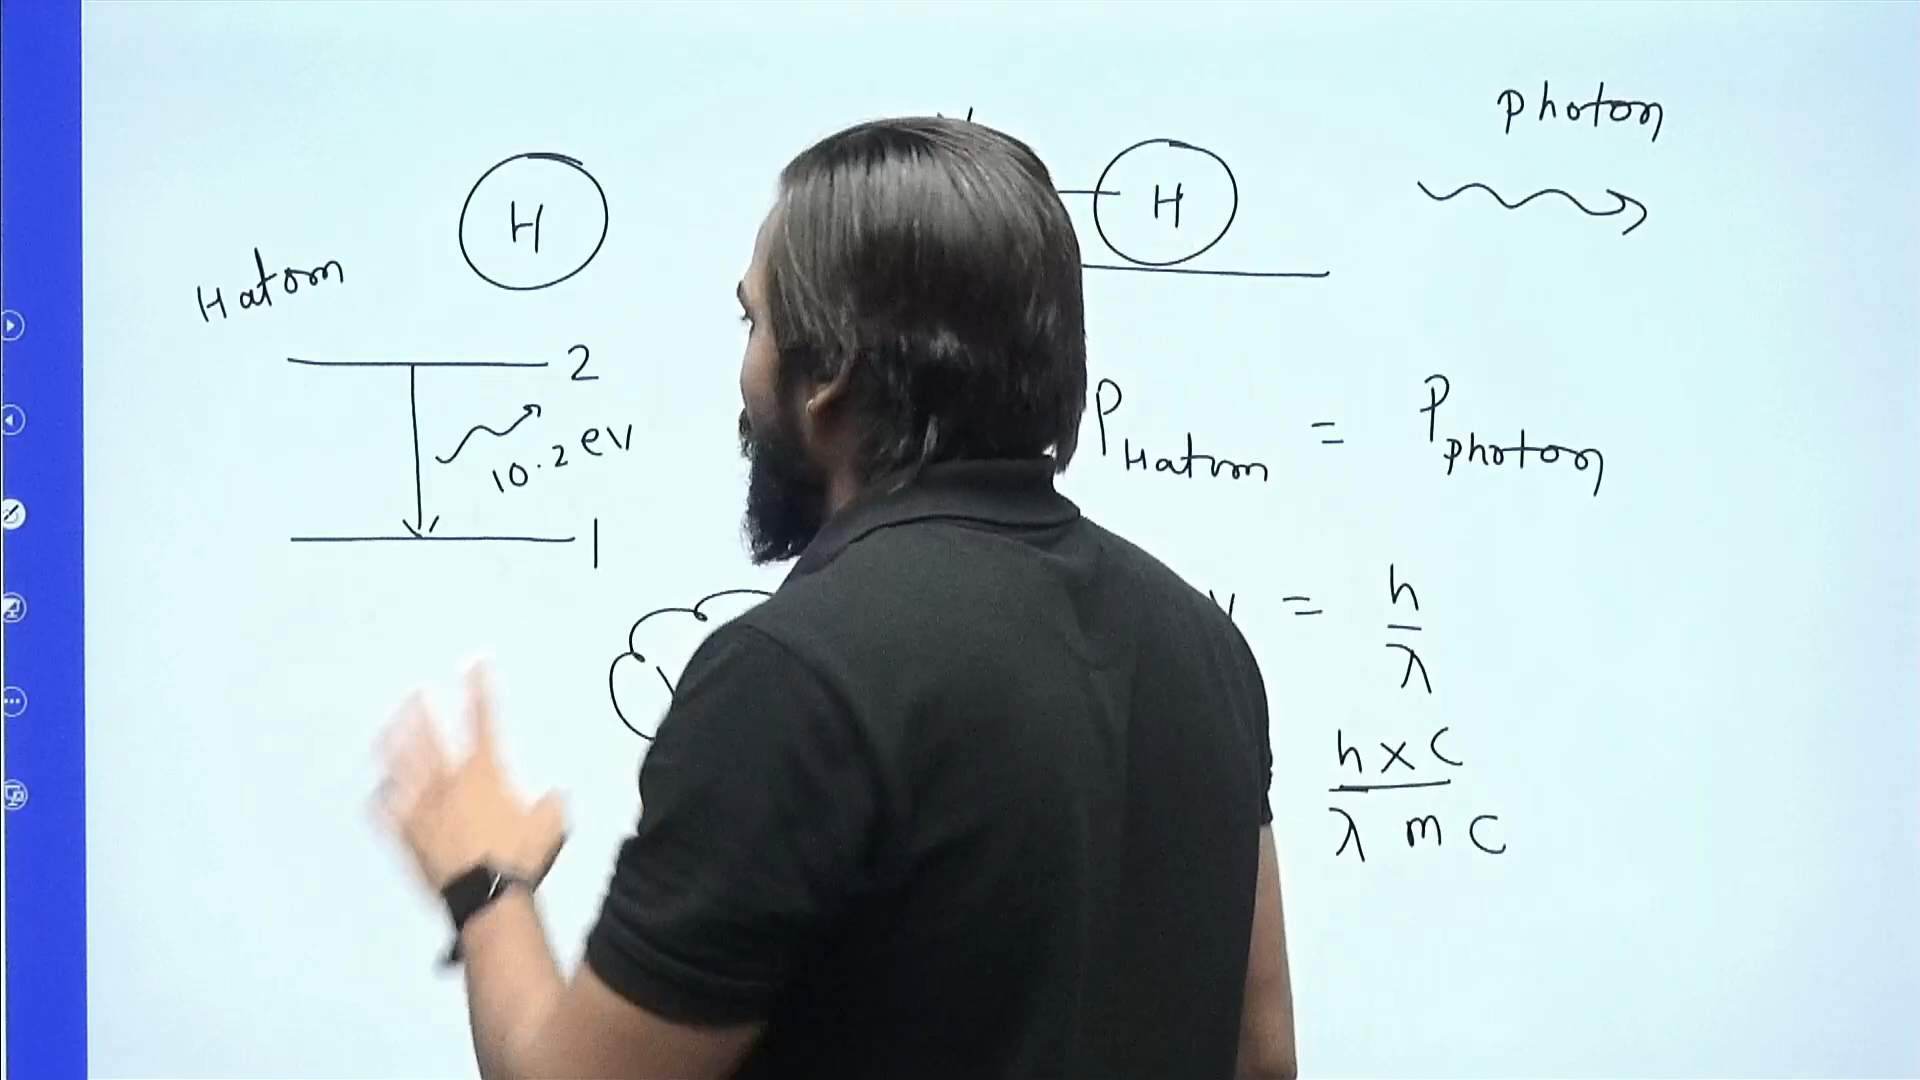 Photon
H
H
H atom
2
10.2 ev
1
P H atom = P photon
v = h/λ
h x c
λ m c